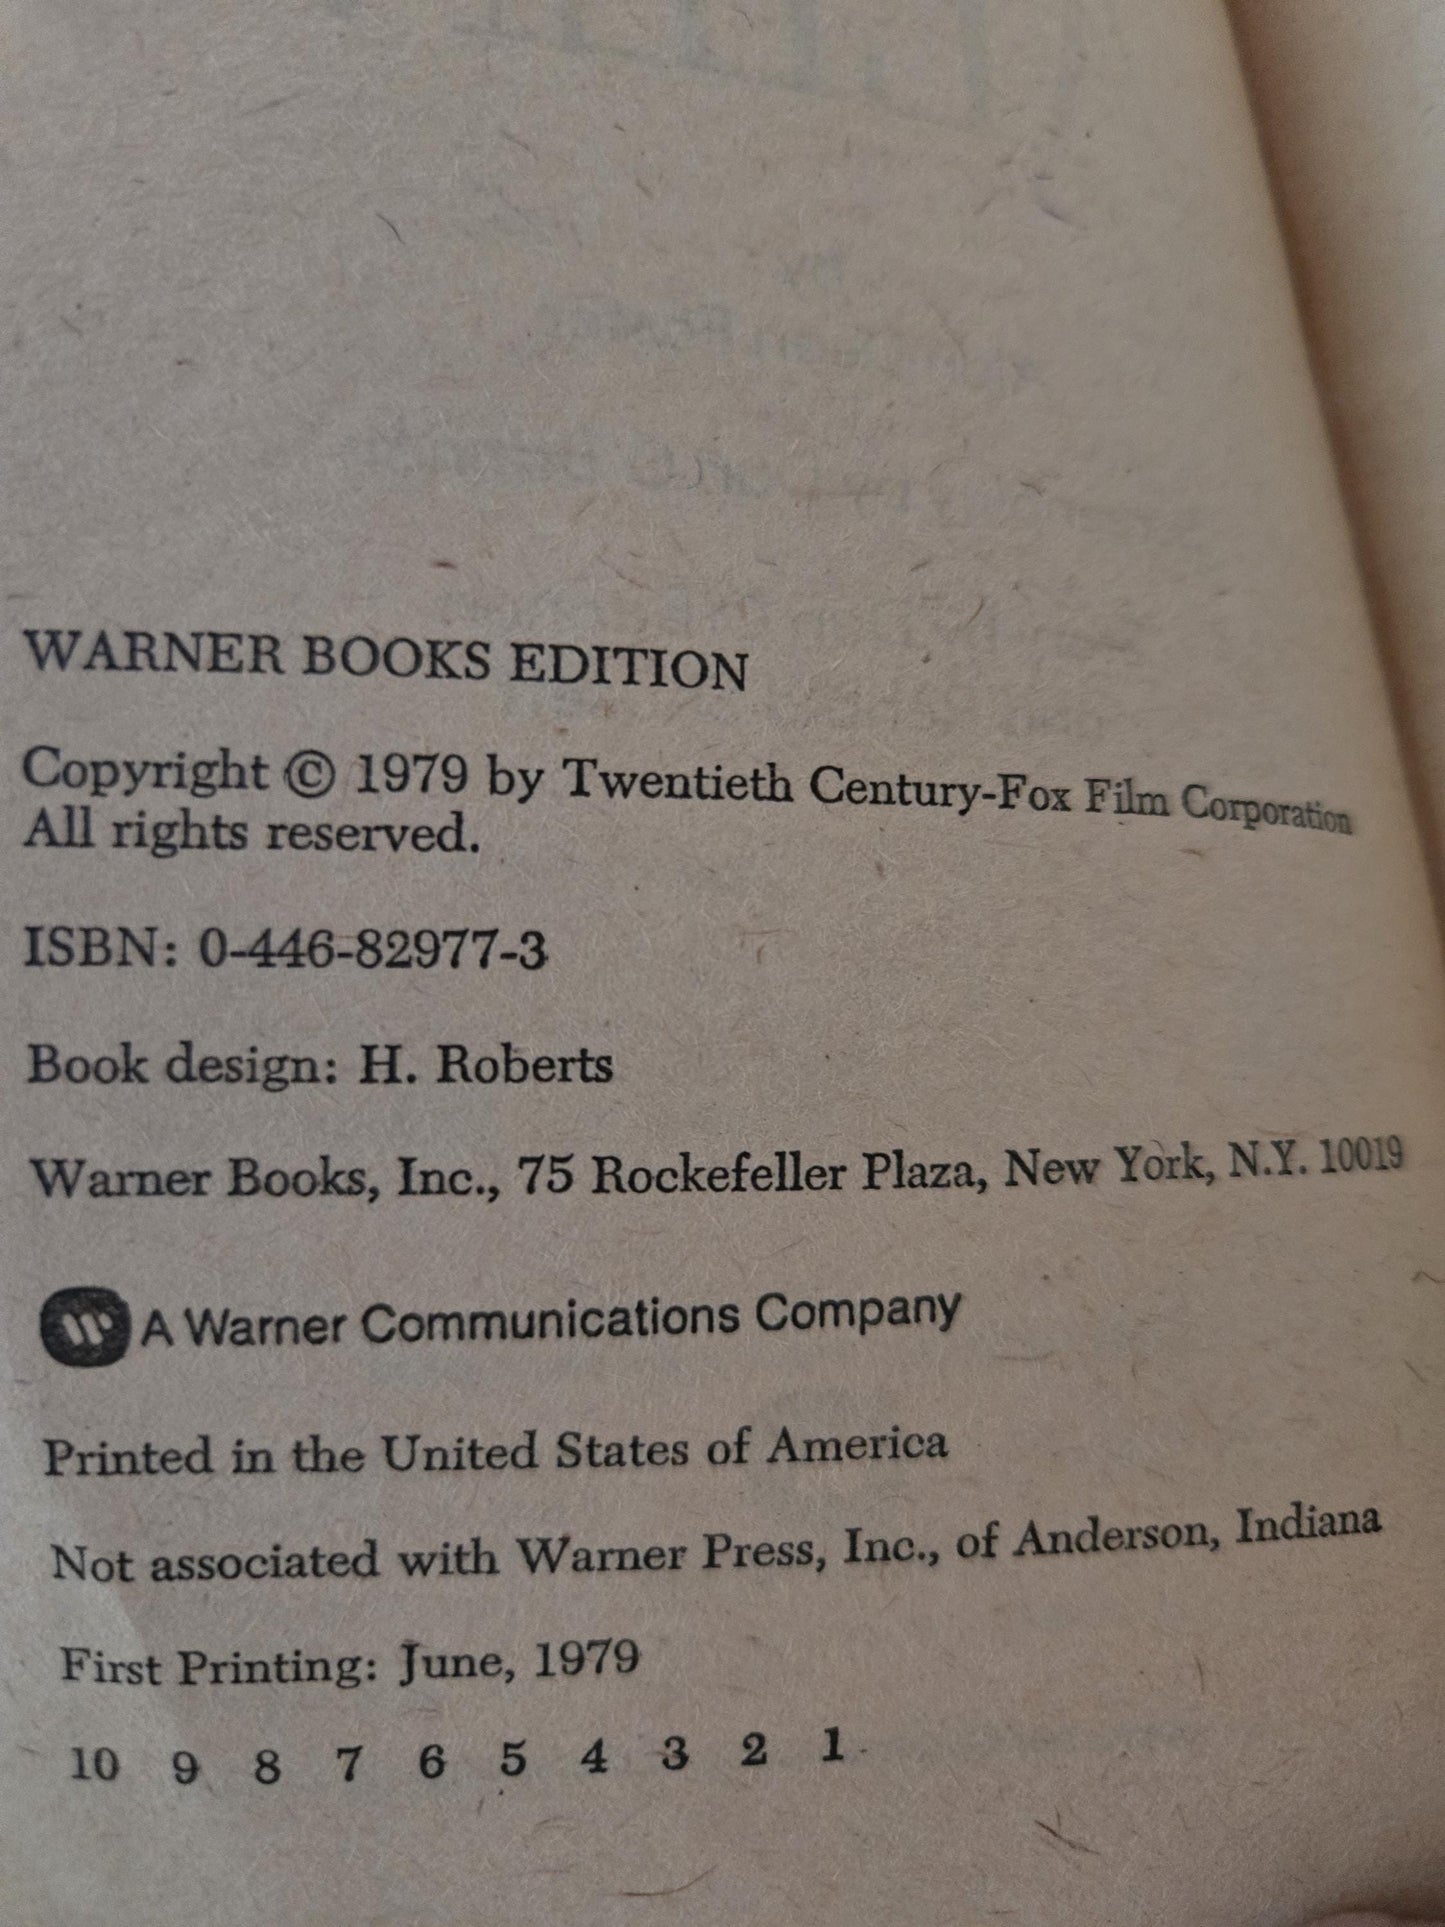 WARNER BOOKS EDITION
Copyright © 1979 by Twentieth Century-Fox Film Corporation
All rights reserved.
ISBN: 0-446-82977-3
Book design: H. Roberts
Warner Books, Inc., 75 Rockefeller Plaza, New York, N.Y. 10019
W A Warner Communications Company
Printed in the United States of America
Not associated with Warner Press, Inc., of Anderson, Indiana
First Printing: June, 1979
10 9 8 7 6 5 4 3 2 1